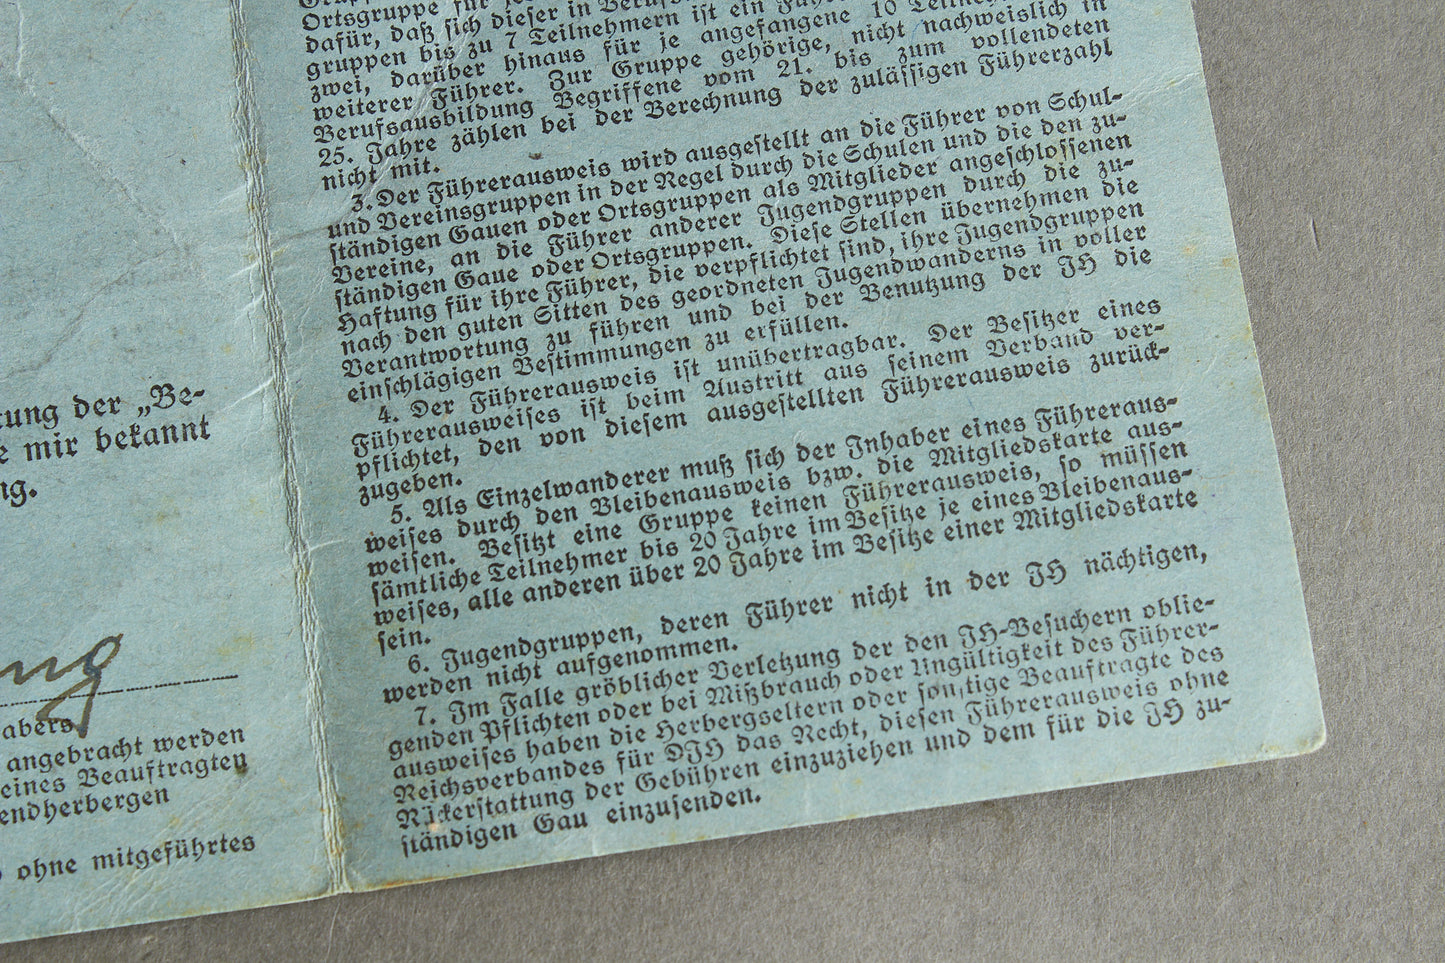 tung der „Be-
e mir bekannt
ng.
abers
angebracht werden
eines Beauftragten
endherbergen
ohne mitgeführtes
Ortsgruppe für
dafür, daß sich dieser in
gruppen bis zu 7 Teilnehmern ist ein
zwei, darüber hinaus für je angefangene 10
weiterer Führer. Zur Gruppe gehörige, nicht nachweislich in
Berufsausbildung Begriffene vom 21. bis zum vollendeten
25. Jahre zählen bei der Berechnung der zulässigen Führerzahl
nicht mit.
3. Der Führerausweis wird ausgestellt an die Führer von Schul-
und Vereinsgruppen in der Regel durch die Schulen und die den zu-
ständigen Gauen oder Ortsgruppen als Mitglieder angeschlossenen
Vereine, an die Führer anderer Jugendgruppen durch die zu-
ständigen Gaue oder Ortsgruppen. Diese Stellen übernehmen die
Haftung für ihre Führer, die verpflichtet sind, ihre Jugendgruppen
nach den guten Sitten des geordneten Jugendwanderns in voller
Verantwortung zu führen und bei der Benutzung der JH die
einschlägigen Bestimmungen zu erfüllen.
4. Der Führerausweis ist unübertragbar. Der Besitzer eines
Führerausweises ist beim Austritt aus seinem Verband ver-
pflichtet, den von diesem ausgestellten Führerausweis zurück-
zugeben.
5. Als Einzelwanderer muß sich der Inhaber eines Führeraus-
weises durch den Bleibenausweis bzw. die Mitgliedskarte aus-
weisen. Besitzt eine Gruppe keinen Führerausweis, so müssen
sämtliche Teilnehmer bis 20 Jahre im Besitze je eines Bleibenaus-
weises, alle anderen über 20 Jahre im Besitze einer Mitgliedskarte
sein.
6. Jugendgruppen, deren Führer nicht in der JH nächtigen,
werden nicht aufgenommen.
7. Im Falle gröblicher Verletzung der den JH-Besuchern oblie-
genden Pflichten oder bei Mißbrauch oder Ungültigkeit des Führer-
ausweises haben die Herbergseltern oder sonstige Beauftragte des
Reichsverbandes für DJH das Recht, diesen Führerausweis ohne
Rückerstattung der Gebühren einzuziehen und dem für die JH zu-
ständigen Gau einzusenden.